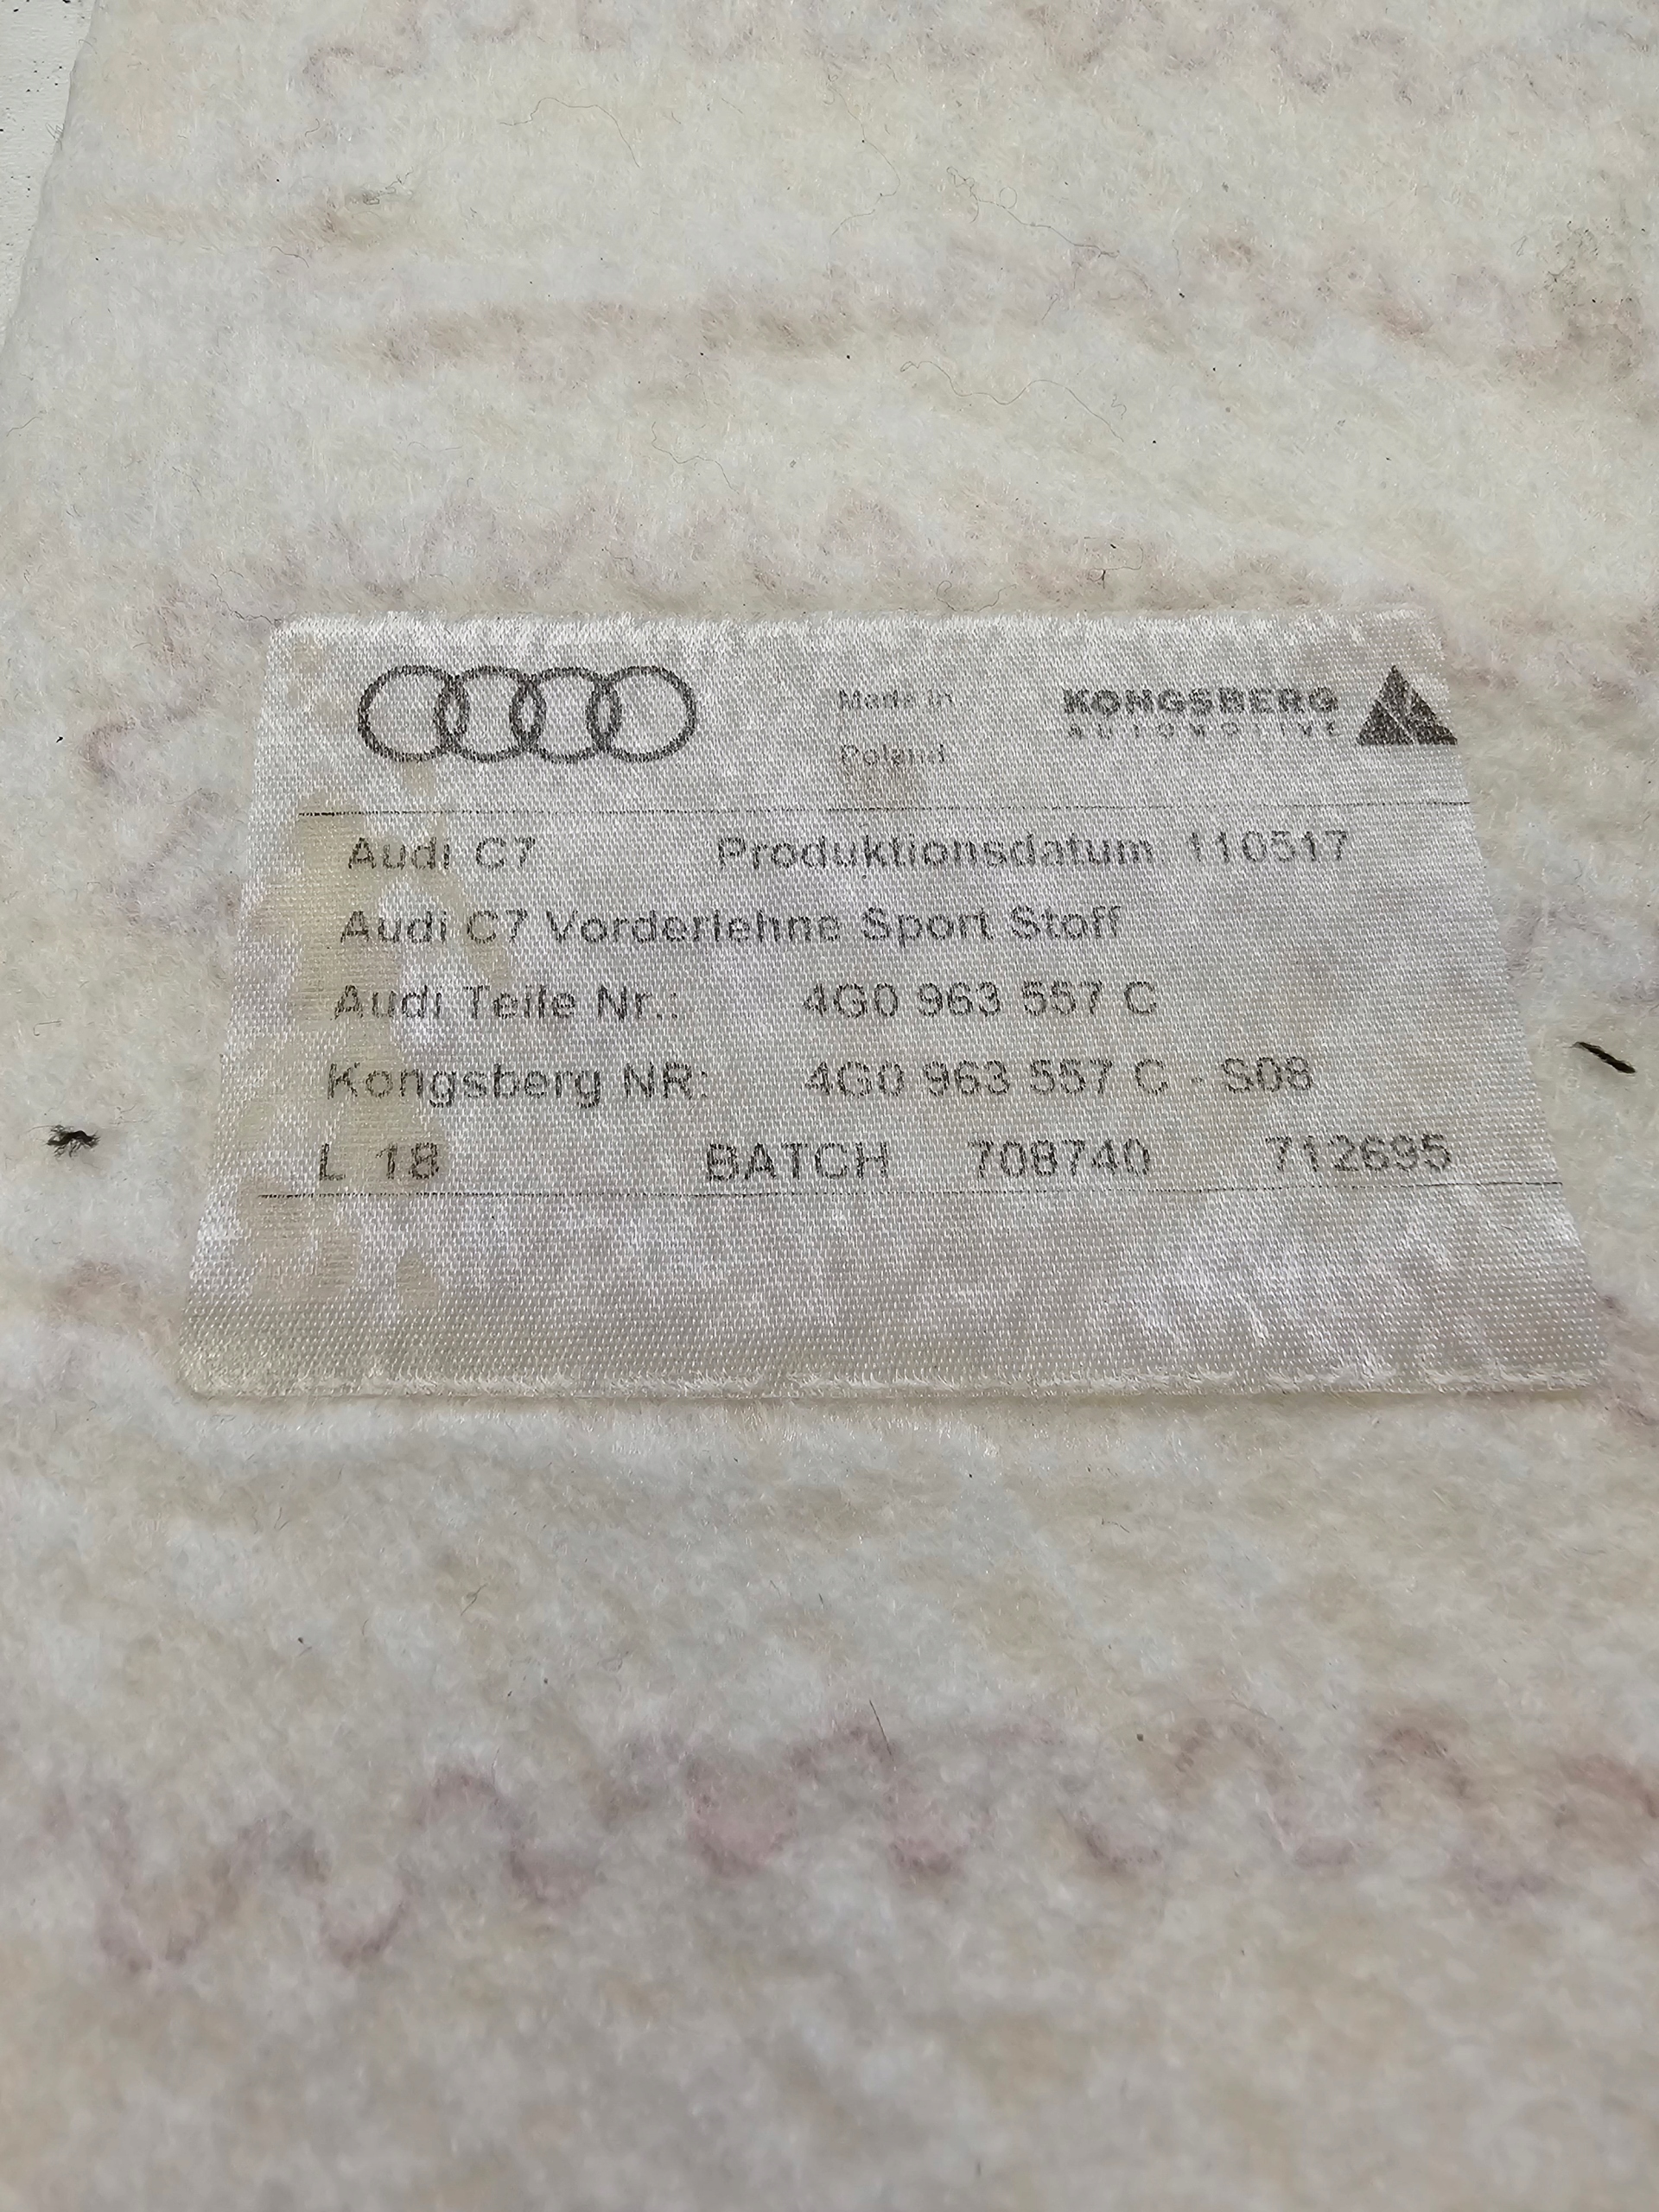 Made in
Poland
KONGSBERG
AUTOMOTIVE
Audi C7 Produktionsdatum 110517
Audi C7 Vorderlehne Sport Stoff
Audi Teile Nr.: 4G0 963 557 C
Kongsberg NR: 4G0 963 557 C - S08
L 18 BATCH 708740 712695